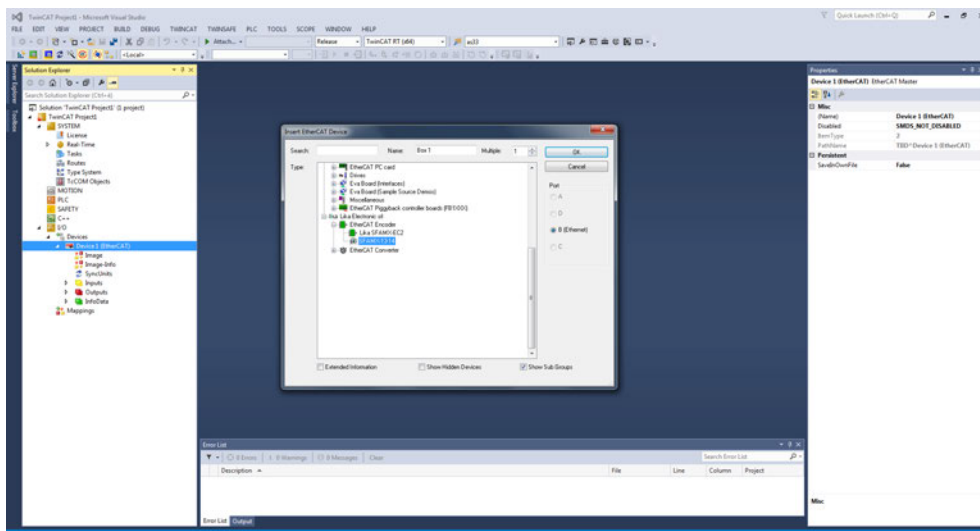 TwinCAT Project1 - Microsoft Visual Studio
Quick Launch (Ctrl+Q)
FILE EDIT VIEW PROJECT BUILD DEBUG TWINCAT TWINSAFE PLC TOOLS SCOPE WINDOW HELP
Attach... Release TwinCAT RT (x64)
<Local>
Server Explorer
Toolbox
Solution Explorer
Search Solution Explorer (Ctrl+è)
Solution 'TwinCAT Project1' (1 project)
TwinCAT Project1
SYSTEM
License
Real-Time
Tasks
Routes
Type System
TcCOM Objects
MOTION
PLC
SAFETY
C++
I/O
Devices
Device 1 (EtherCAT)
Image
Image-Info
SyncUnits
Inputs
Outputs
InfoData
Mappings
Insert EtherCAT Device
Search: Name: Box 1 Multiple: 1 OK
Type: Cancel
EtherCAT PC card
Drives
Eva Board (Interfaces)
Eva Board (Sample Source Demos)
Miscellaneous
EtherCAT Piggyback controller boards (FB1XXX)
Lika Electronic srl
EtherCAT Encoder
Lika SFAMX-EC2
EtherCAT Converter
Port
A
D
B (Ethernet)
C
Extended Information Show Hidden Devices Show Sub Groups
Properties
Device 1 (EtherCAT) EtherCAT Master
Misc
(Name) Device 1 (EtherCAT)
Disabled SMDS_NOT_DISABLED
ItemType 2
PathName TIID^Device 1 (EtherCAT)
Persistent
SaveInOwnFile False
Misc
Error List
0 Errors 0 Warnings 0 Messages Clear
Search Error List
Description File Line Column Project
Error List Output